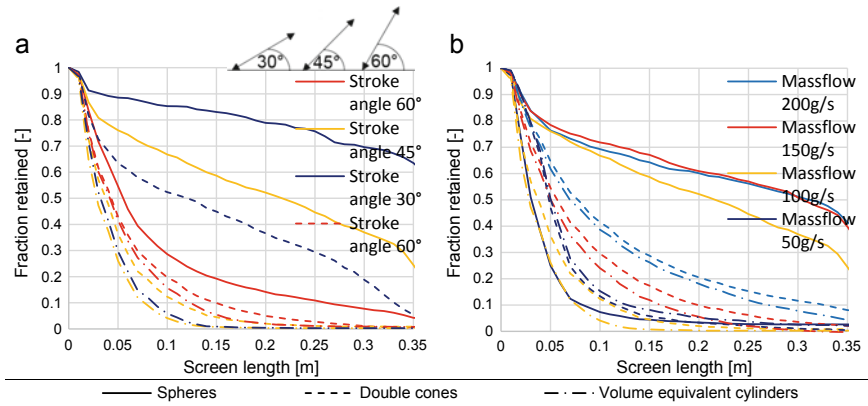 a
30°
45°
60°
Fraction retained [-]
1
0.9
0.8
0.7
0.6
0.5
0.4
0.3
0.2
0.1
0
0
0.05
0.1
0.15
0.2
0.25
0.3
0.35
Screen length [m]
Stroke
angle 60°
Stroke
angle 45°
Stroke
angle 30°
Stroke
angle 60°
b
Fraction retained [-]
1
0.9
0.8
0.7
0.6
0.5
0.4
0.3
0.2
0.1
0
0
0.05
0.1
0.15
0.2
0.25
0.3
0.35
Screen length [m]
Massflow
200g/s
Massflow
150g/s
Massflow
100g/s
Massflow
50g/s
Spheres
Double cones
Volume equivalent cylinders